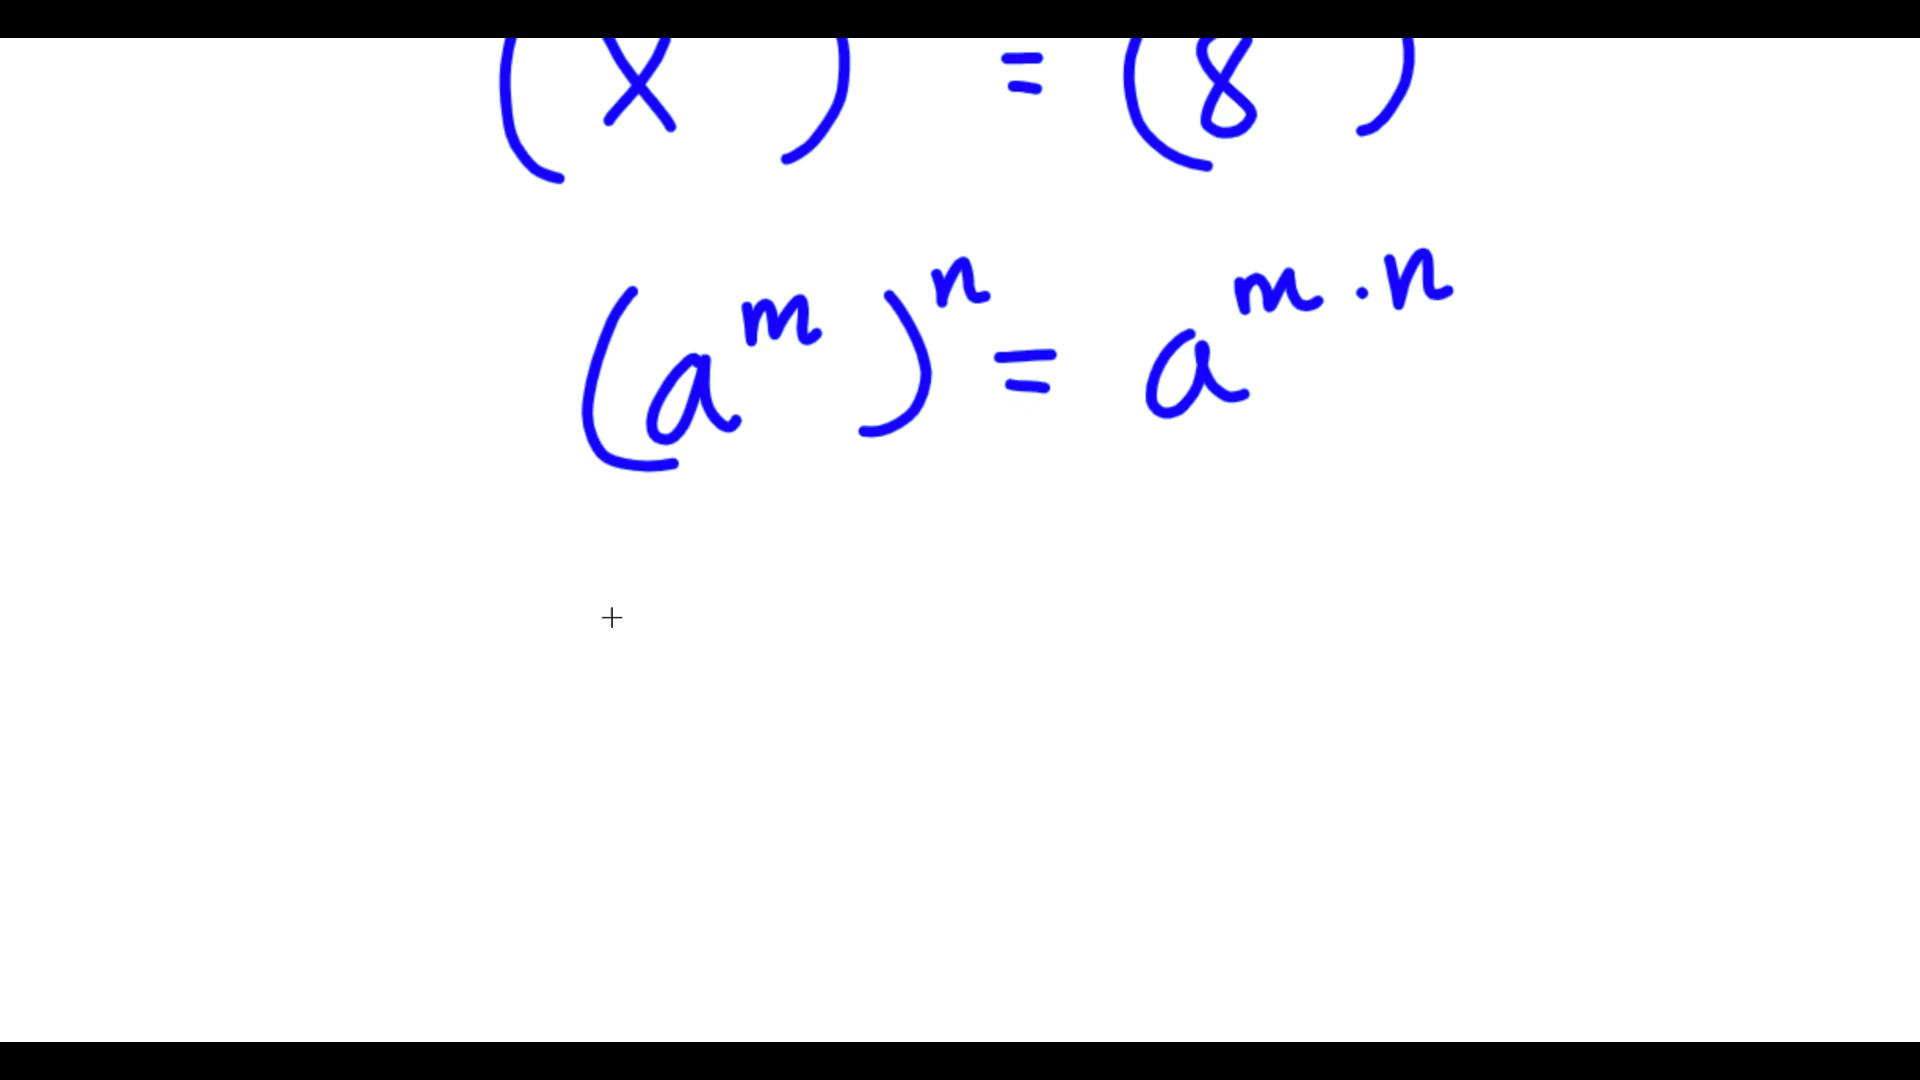 (x) = (8)
(a^m)^n = a^{m·n}